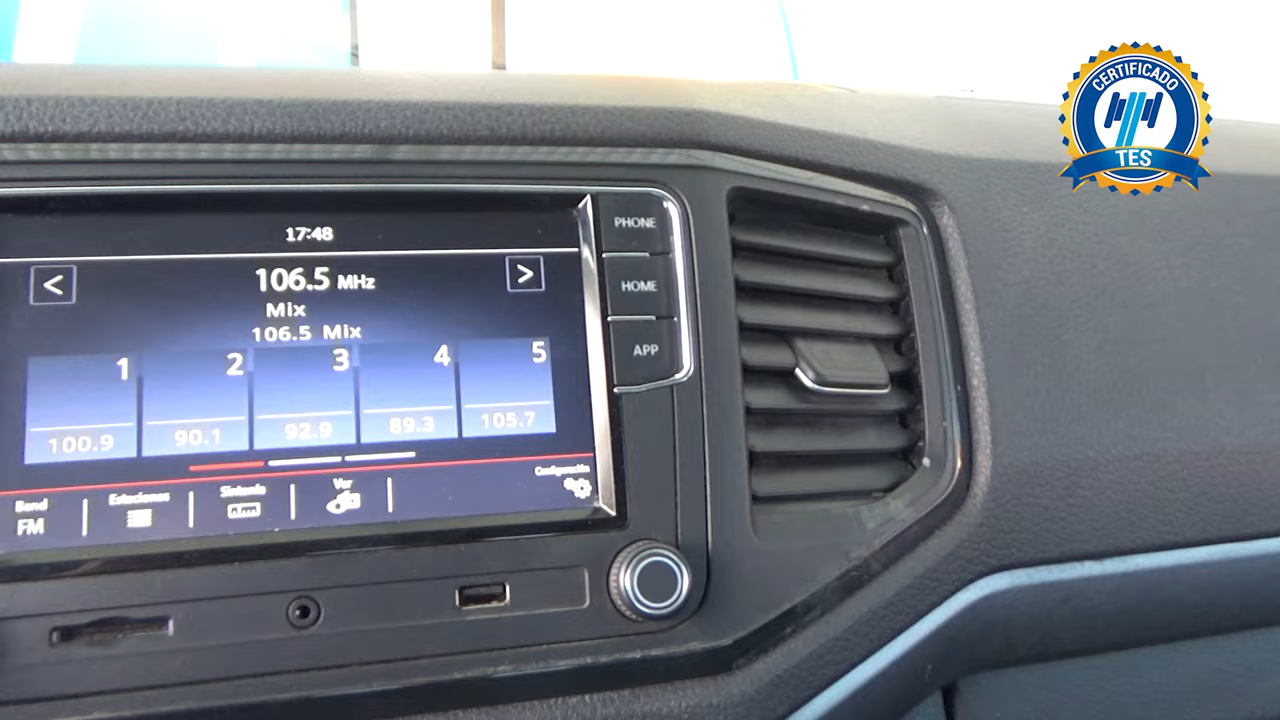 17:48
<
106.5 MHz
>
Mix
106.5 Mix
1
2
3
4
5
100.9
90.1
92.9
89.3
105.7
Band
FM
Estaciones
Sintonía
Ver
Configuración
PHONE
HOME
APP
CERTIFICADO
TES